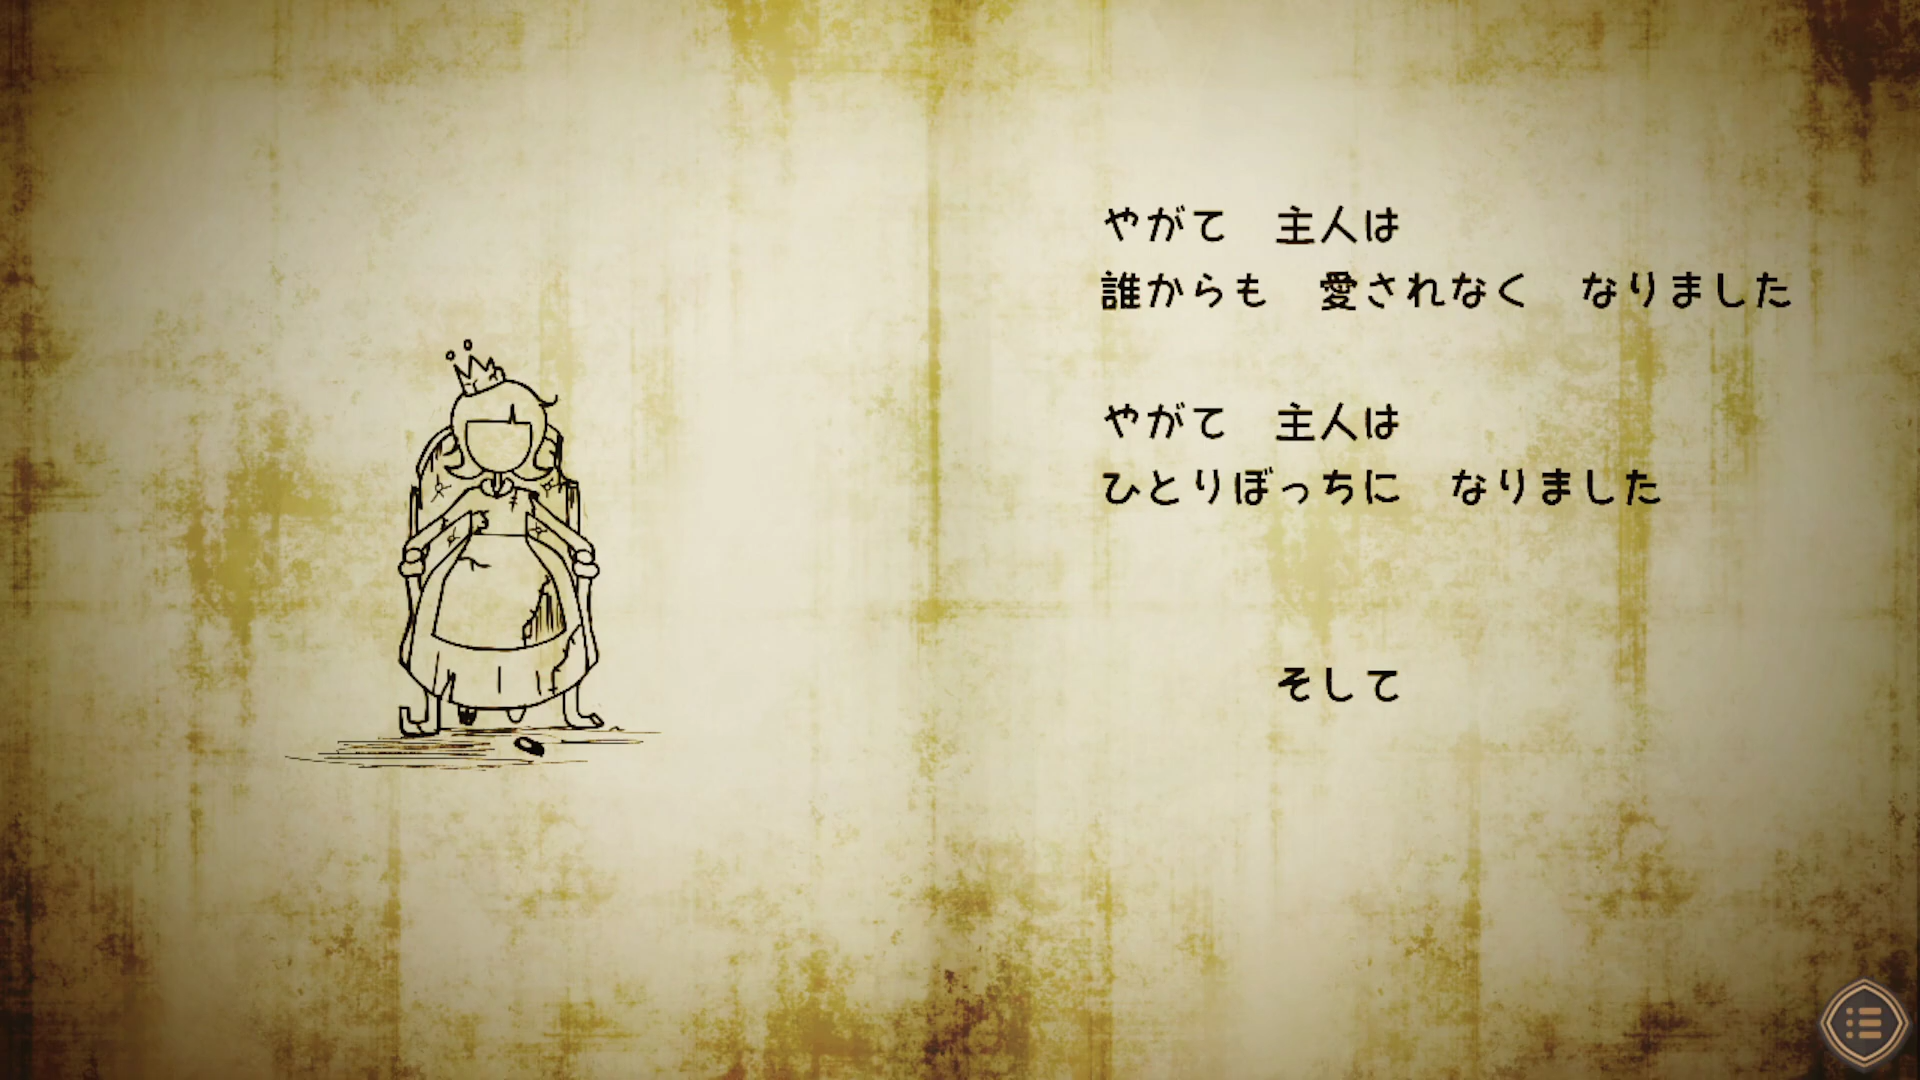 やがて　主人は
誰からも　愛されなく　なりました
やがて　主人は
ひとりぼっちに　なりました
そして